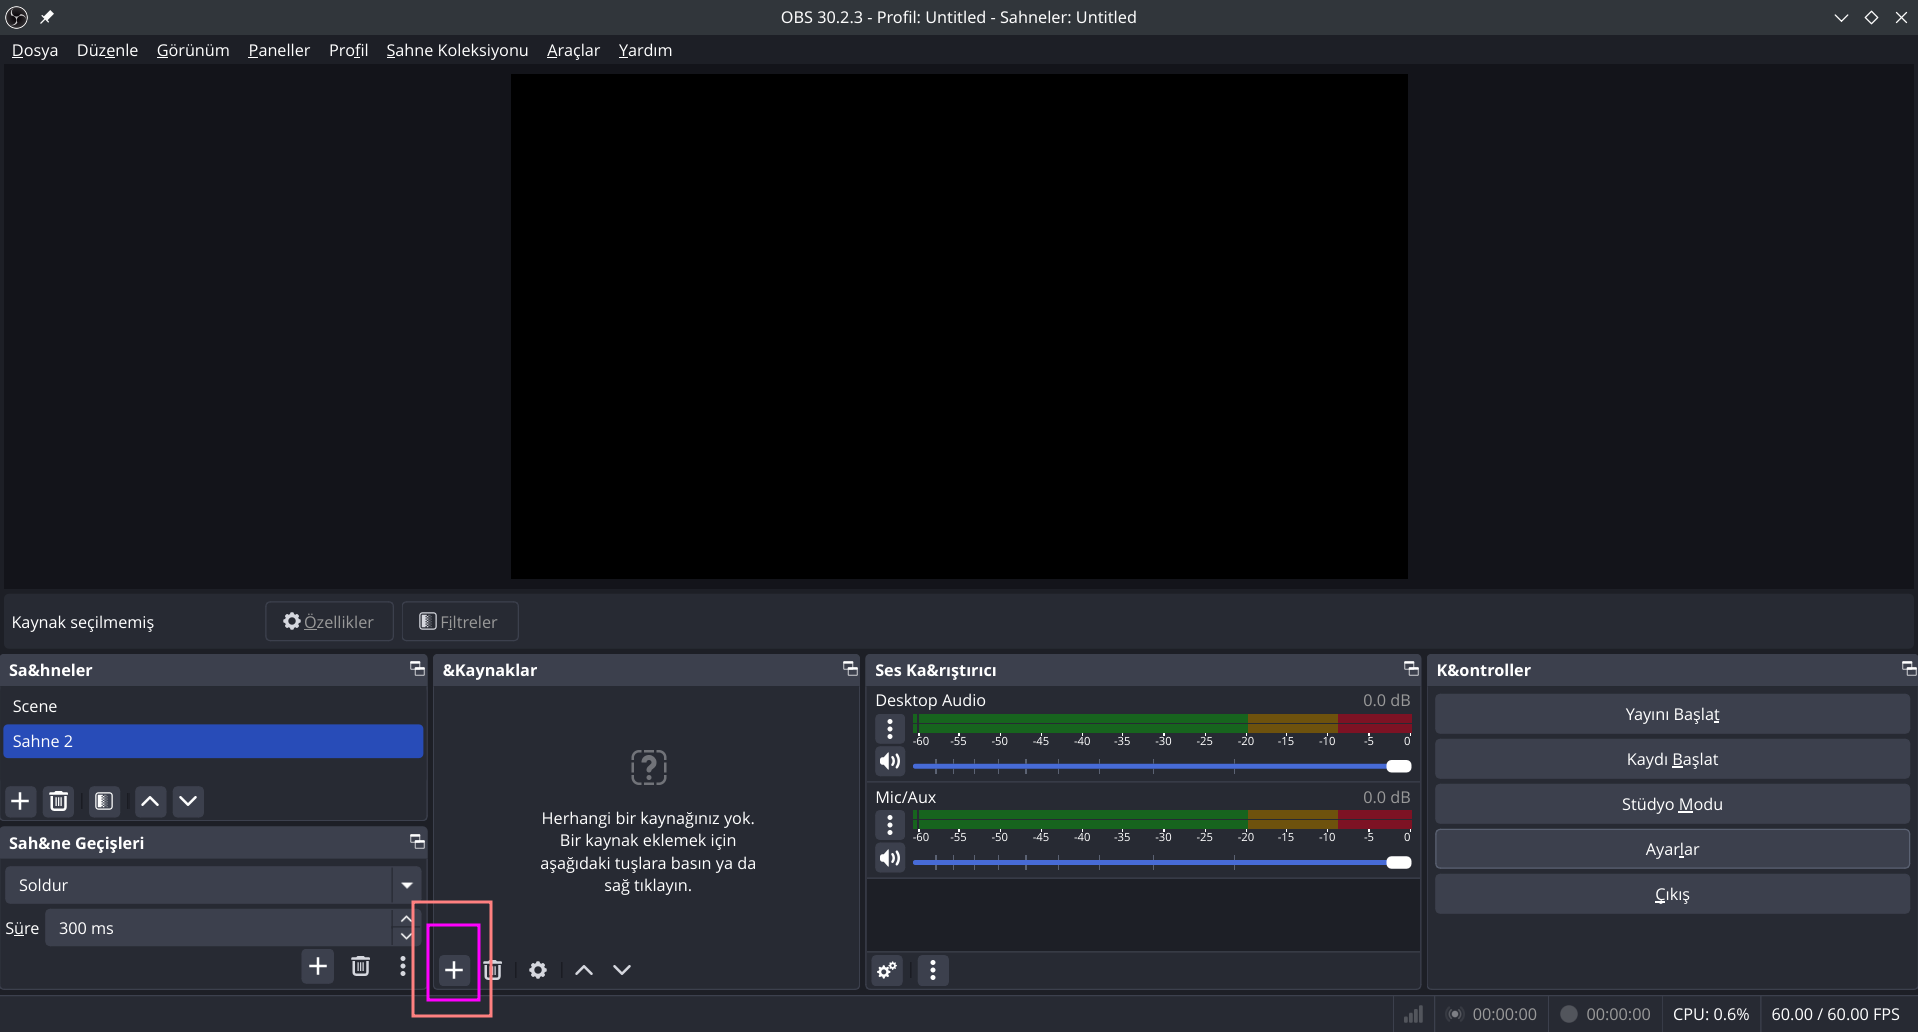 OBS 30.2.3 - Profil: Untitled - Sahneler: Untitled
Dosya Düzenle Görünüm Paneller Profil Sahne Koleksiyonu Araçlar Yardım
Kaynak seçilmemiş
Özellikler
Filtreler
Sa&hneler
Scene
Sahne 2
Sah&ne Geçişleri
Soldur
Süre 300 ms
&Kaynaklar
Herhangi bir kaynağınız yok.
Bir kaynak eklemek için
aşağıdaki tuşlara basın ya da
sağ tıklayın.
Ses Ka&rıştırıcı
Desktop Audio 0.0 dB
-60 -55 -50 -45 -40 -35 -30 -25 -20 -15 -10 -5 0
Mic/Aux 0.0 dB
-60 -55 -50 -45 -40 -35 -30 -25 -20 -15 -10 -5 0
K&ontroller
Yayını Başlat
Kaydı Başlat
Stüdyo Modu
Ayarlar
Çıkış
00:00:00 00:00:00 CPU: 0.6% 60.00 / 60.00 FPS